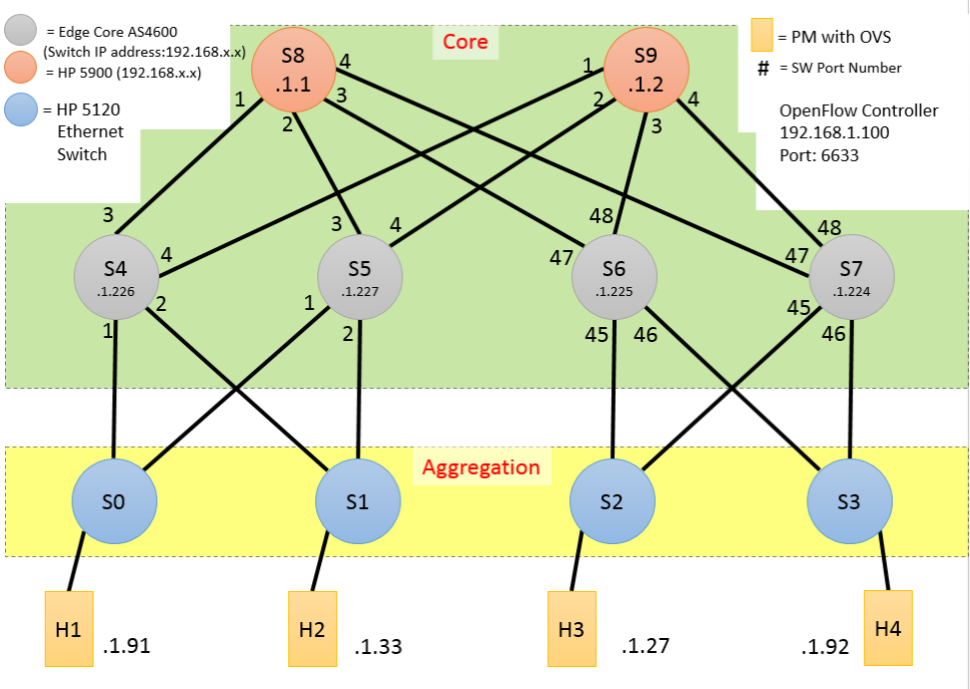 = Edge Core AS4600
(Switch IP address:192.168.x.x)
= HP 5900 (192.168.x.x)
= HP 5120
Ethernet
Switch
Core
= PM with OVS
# = SW Port Number
OpenFlow Controller
192.168.1.100
Port: 6633
S8
.1.1
1
2
3
4
S9
.1.2
1
2
3
4
3
S4
.1.226
4
1
2
3
4
S5
.1.227
1
2
48
47
S6
.1.225
45
46
48
47
S7
.1.224
45
46
Aggregation
S0
S1
S2
S3
H1
.1.91
H2
.1.33
H3
.1.27
.1.92
H4